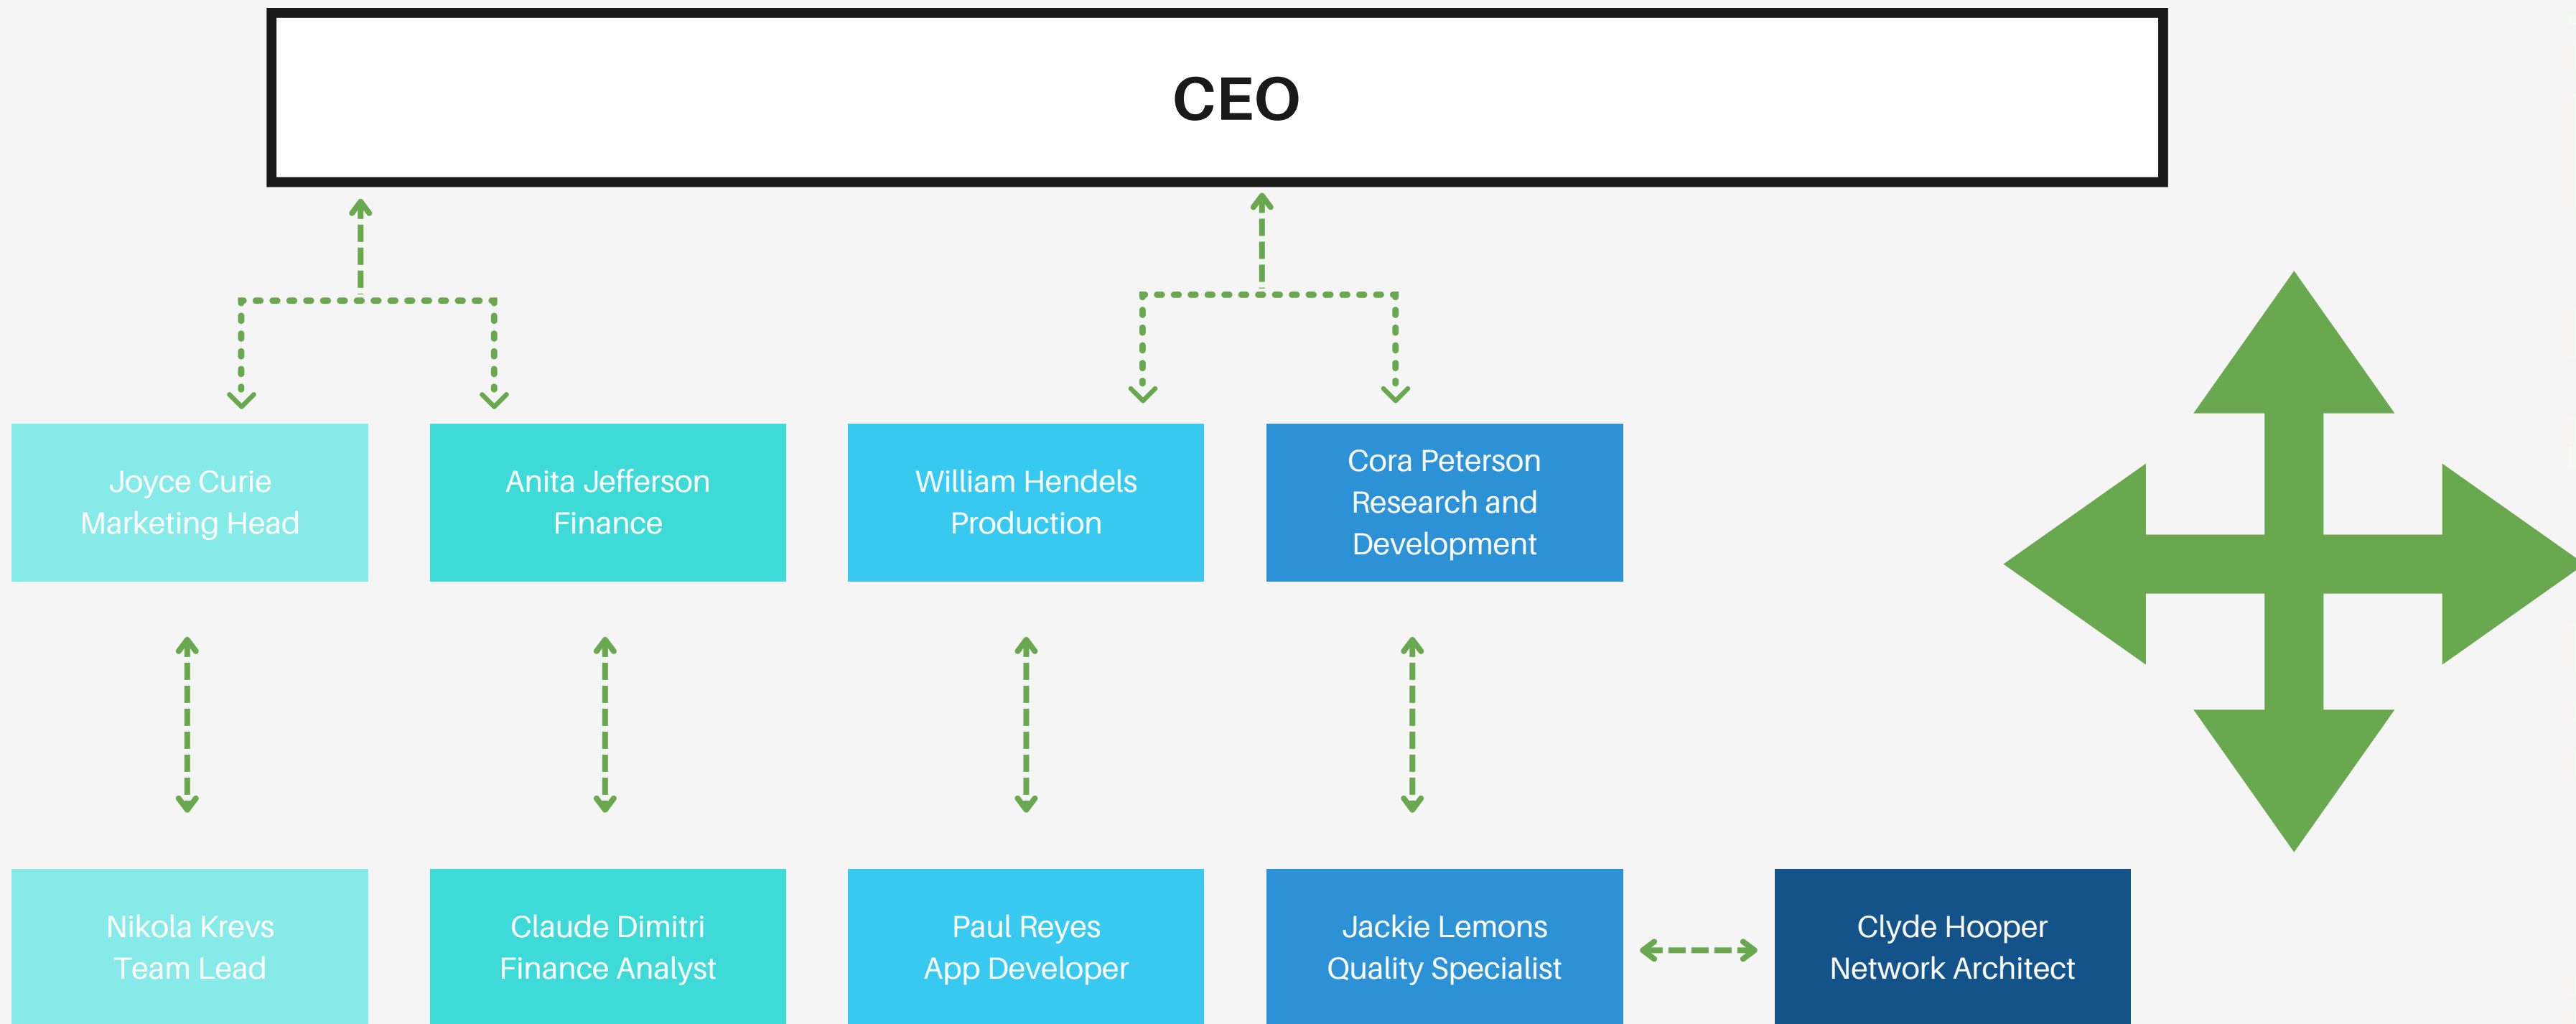 CEO
Joyce Curie
Marketing Head
Anita Jefferson
Finance
William Hendels
Production
Cora Peterson
Research and
Development
Nikola Krevs
Team Lead
Claude Dimitri
Finance Analyst
Paul Reyes
App Developer
Jackie Lemons
Quality Specialist
Clyde Hooper
Network Architect